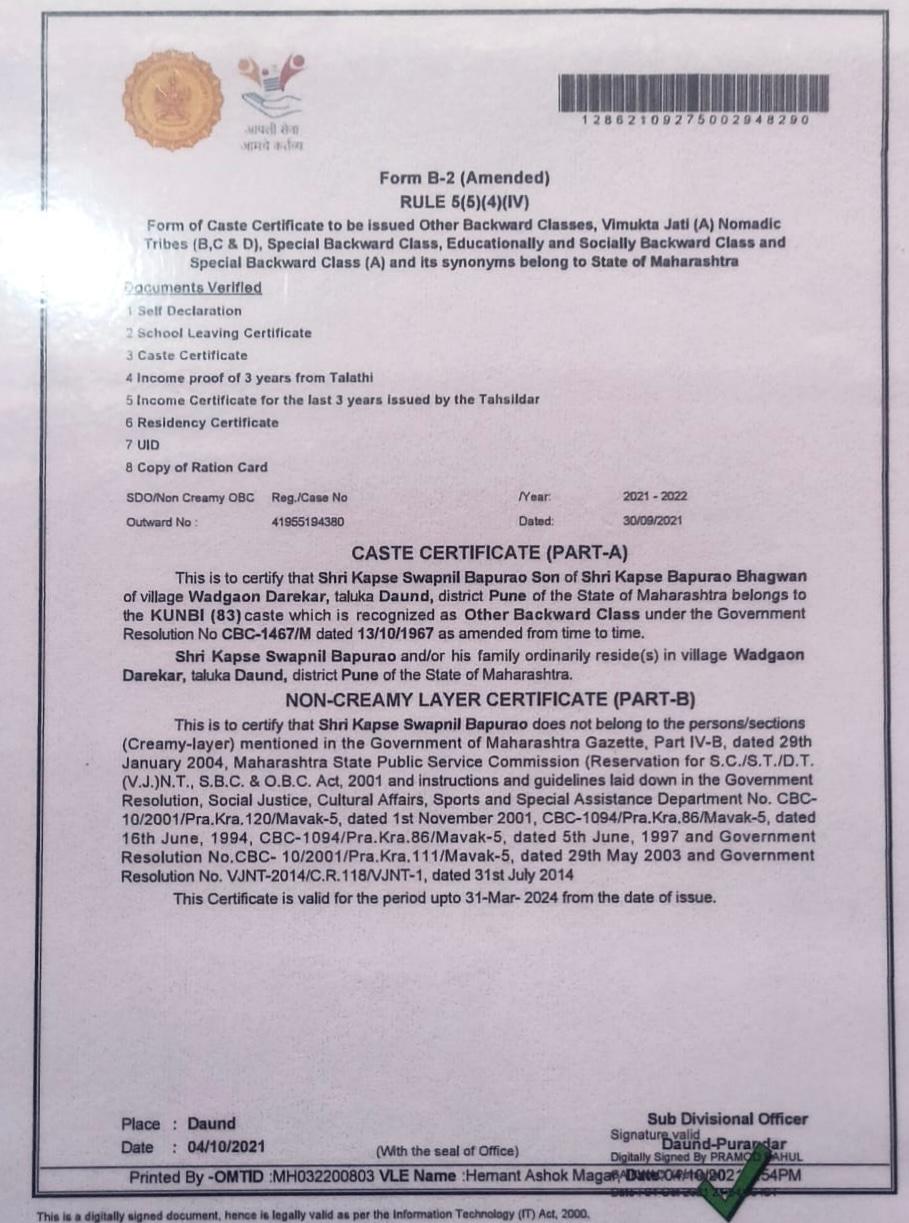 आपली सेवा
आमचे कर्तव्य
12862109275002948290
Form B-2 (Amended)
RULE 5(5)(4)(IV)
Form of Caste Certificate to be issued Other Backward Classes, Vimukta Jati (A) Nomadic
Tribes (B,C & D), Special Backward Class, Educationally and Socially Backward Class and
Special Backward Class (A) and its synonyms belong to State of Maharashtra
Documents Verified
1 Self Declaration
2 School Leaving Certificate
3 Caste Certificate
4 Income proof of 3 years from Talathi
5 Income Certificate for the last 3 years issued by the Tahsildar
6 Residency Certificate
7 UID
8 Copy of Ration Card
SDO/Non Creamy OBC Reg./Case No /Year: 2021 - 2022
Outward No : 41955194380 Dated: 30/09/2021
CASTE CERTIFICATE (PART-A)
This is to certify that Shri Kapse Swapnil Bapurao Son of Shri Kapse Bapurao Bhagwan
of village Wadgaon Darekar, taluka Daund, district Pune of the State of Maharashtra belongs to
the KUNBI (83) caste which is recognized as Other Backward Class under the Government
Resolution No CBC-1467/M dated 13/10/1967 as amended from time to time.
Shri Kapse Swapnil Bapurao and/or his family ordinarily reside(s) in village Wadgaon
Darekar, taluka Daund, district Pune of the State of Maharashtra.
NON-CREAMY LAYER CERTIFICATE (PART-B)
This is to certify that Shri Kapse Swapnil Bapurao does not belong to the persons/sections
(Creamy-layer) mentioned in the Government of Maharashtra Gazette, Part IV-B, dated 29th
January 2004, Maharashtra State Public Service Commission (Reservation for S.C./S.T./D.T.
(V.J.)N.T., S.B.C. & O.B.C. Act, 2001 and instructions and guidelines laid down in the Government
Resolution, Social Justice, Cultural Affairs, Sports and Special Assistance Department No. CBC-
10/2001/Pra.Kra.120/Mavak-5, dated 1st November 2001, CBC-1094/Pra.Kra.86/Mavak-5, dated
16th June, 1994, CBC-1094/Pra.Kra.86/Mavak-5, dated 5th June, 1997 and Government
Resolution No.CBC- 10/2001/Pra.Kra.111/Mavak-5, dated 29th May 2003 and Government
Resolution No. VJNT-2014/C.R.118/VJNT-1, dated 31st July 2014
This Certificate is valid for the period upto 31-Mar- 2024 from the date of issue.
Place : Daund
Date : 04/10/2021
(With the seal of Office)
Sub Divisional Officer
Signature valid
Daund-Purandar
Digitally Signed By PRAMOD
Printed By -OMTID :MH032200803 VLE Name :Hemant Ashok Magar,
This is a digitally signed document, hence is legally valid as per the Information Technology (IT) Act, 2000.